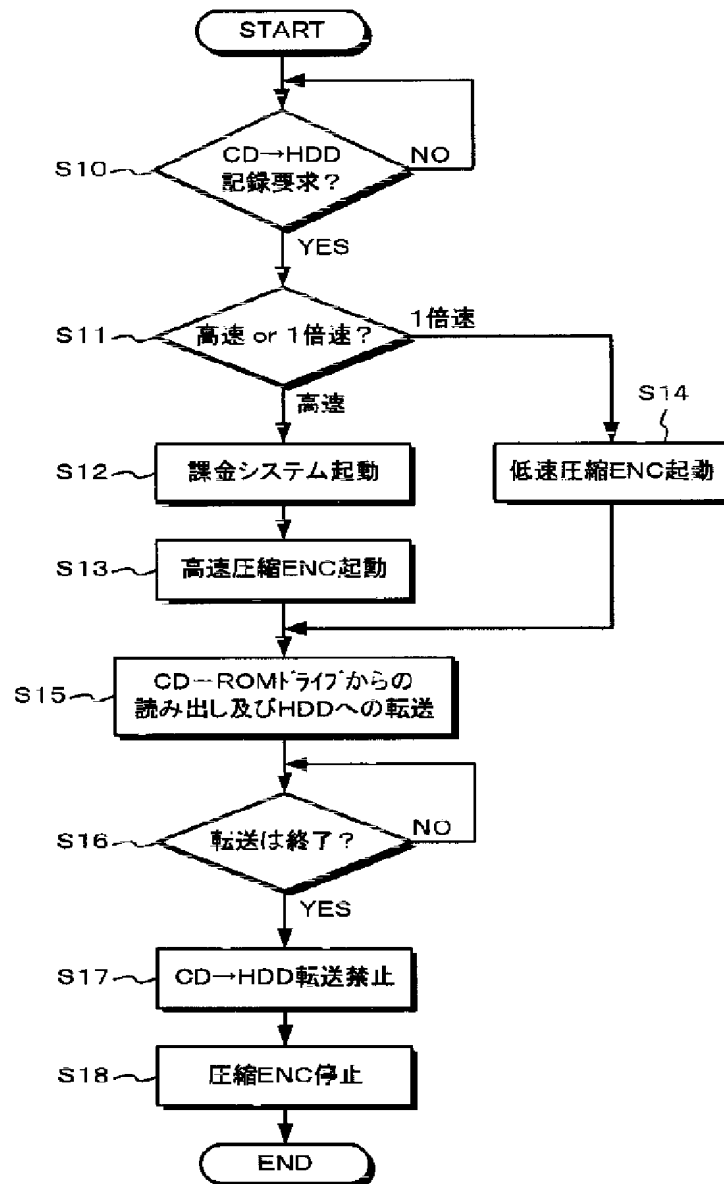 START
S10
CD→HDD
記録要求?
NO
YES
S11
高速 or 1倍速?
1倍速
高速
S12
課金システム起動
S14
低速圧縮ENC起動
S13
高速圧縮ENC起動
S15
CD-ROMドライブからの
読み出し及びHDDへの転送
S16
転送は終了?
NO
YES
S17
CD→HDD転送禁止
S18
圧縮ENC停止
END